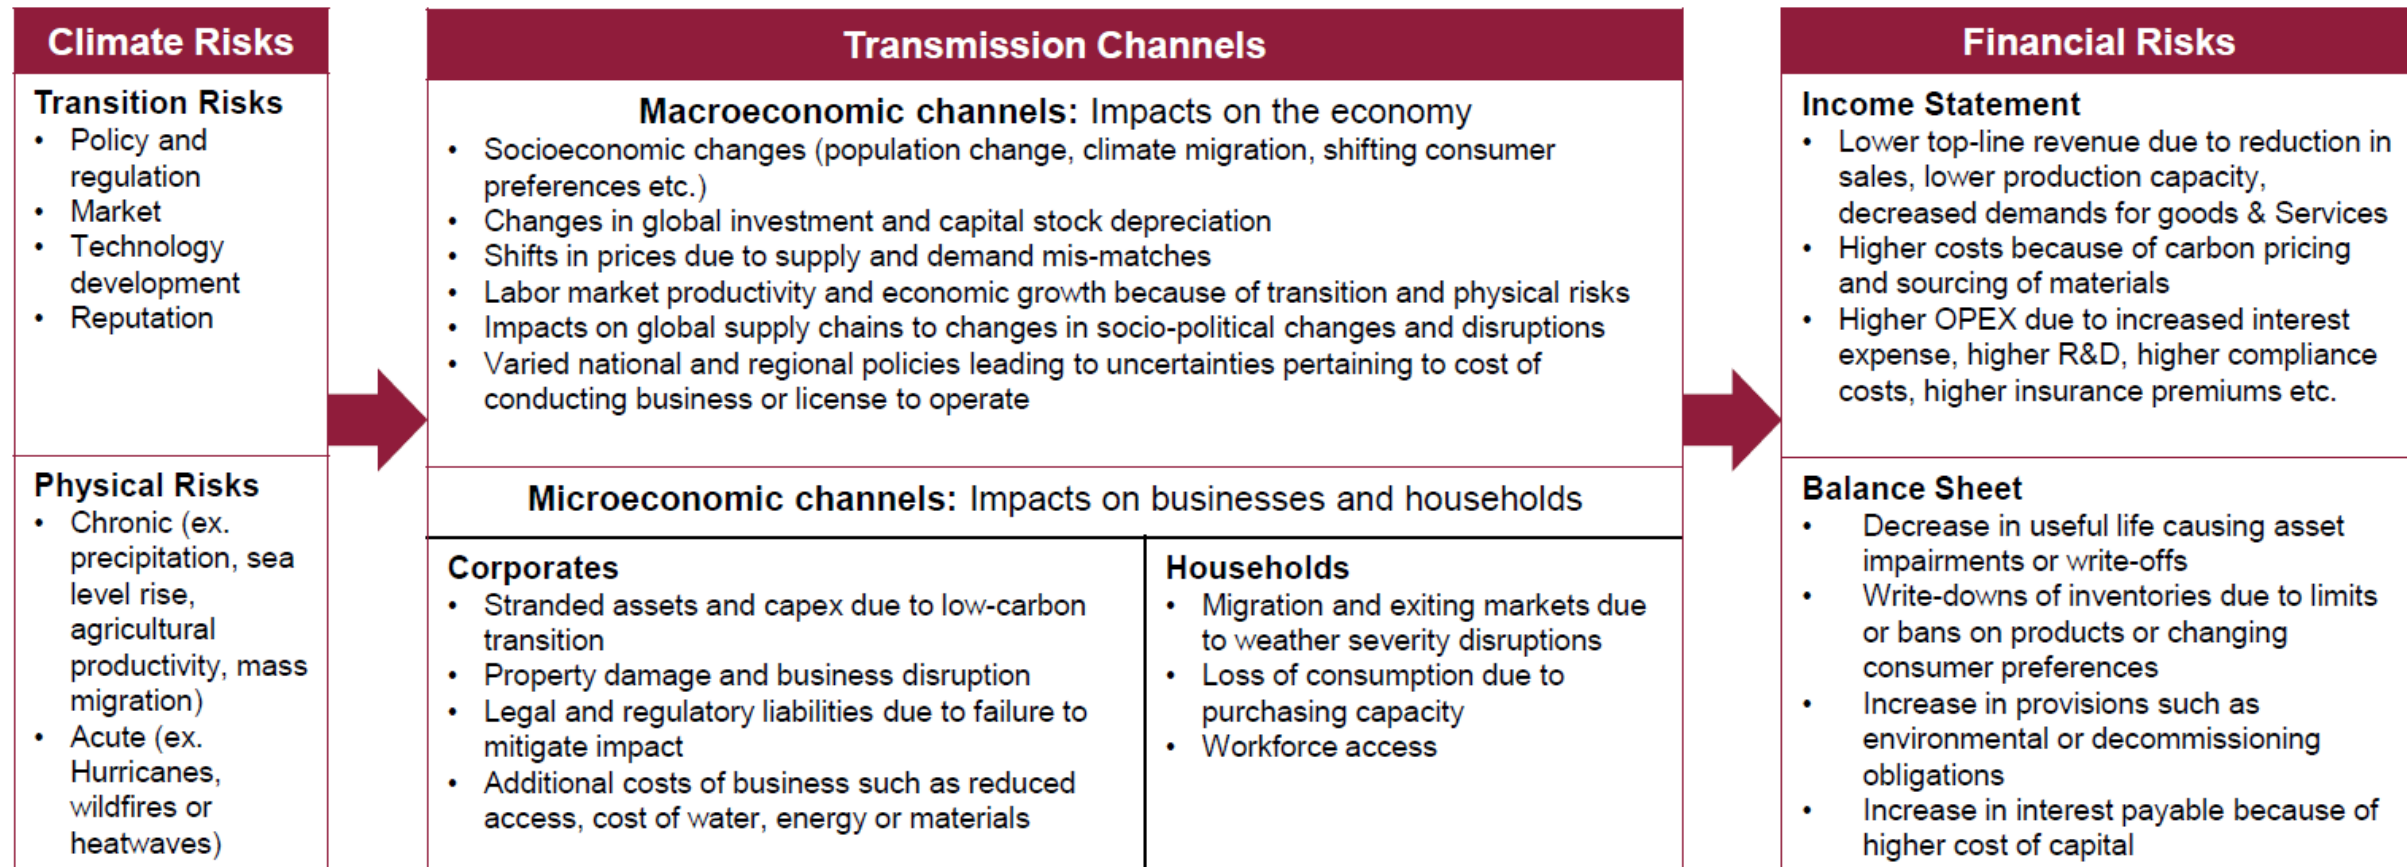 Climate Risks
Transition Risks
• Policy and
regulation
• Market
• Technology
development
• Reputation
Physical Risks
• Chronic (ex.
precipitation, sea
level rise,
agricultural
productivity, mass
migration)
• Acute (ex.
Hurricanes,
wildfires or
heatwaves)
Transmission Channels
Macroeconomic channels: Impacts on the economy
• Socioeconomic changes (population change, climate migration, shifting consumer
preferences etc.)
• Changes in global investment and capital stock depreciation
• Shifts in prices due to supply and demand mis-matches
• Labor market productivity and economic growth because of transition and physical risks
• Impacts on global supply chains to changes in socio-political changes and disruptions
• Varied national and regional policies leading to uncertainties pertaining to cost of
conducting business or license to operate
Microeconomic channels: Impacts on businesses and households
Corporates
• Stranded assets and capex due to low-carbon
transition
• Property damage and business disruption
• Legal and regulatory liabilities due to failure to
mitigate impact
• Additional costs of business such as reduced
access, cost of water, energy or materials
Households
• Migration and exiting markets due
to weather severity disruptions
• Loss of consumption due to
purchasing capacity
• Workforce access
Financial Risks
Income Statement
• Lower top-line revenue due to reduction in
sales, lower production capacity,
decreased demands for goods & Services
• Higher costs because of carbon pricing
and sourcing of materials
• Higher OPEX due to increased interest
expense, higher R&D, higher compliance
costs, higher insurance premiums etc.
Balance Sheet
• Decrease in useful life causing asset
impairments or write-offs
• Write-downs of inventories due to limits
or bans on products or changing
consumer preferences
• Increase in provisions such as
environmental or decommissioning
obligations
• Increase in interest payable because of
higher cost of capital